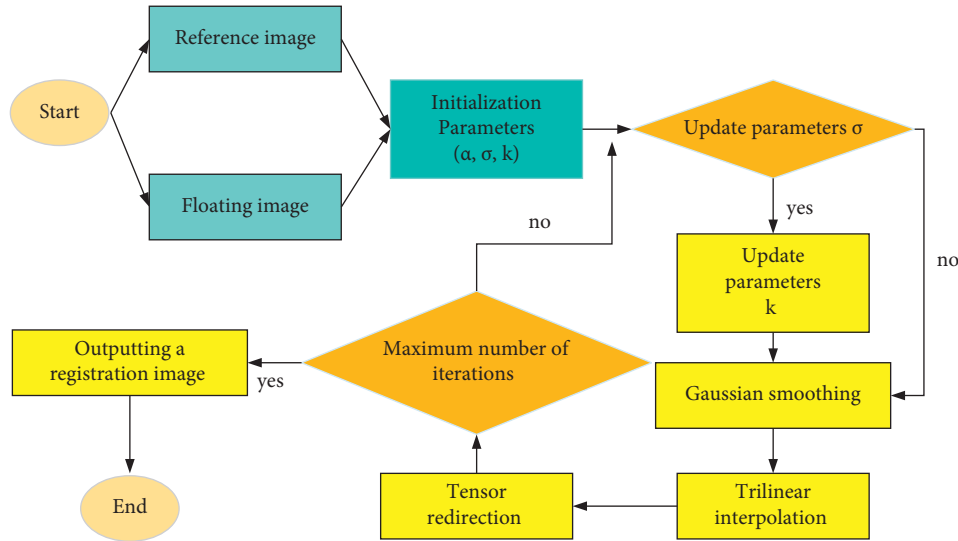 Reference image
Start
Floating image
Initialization
Parameters
(α, σ, k)
Update parameters σ
yes
no
Update
parameters
k
Gaussian smoothing
Trilinear
interpolation
Tensor
redirection
Maximum number of
iterations
no
yes
Outputting a
registration image
End